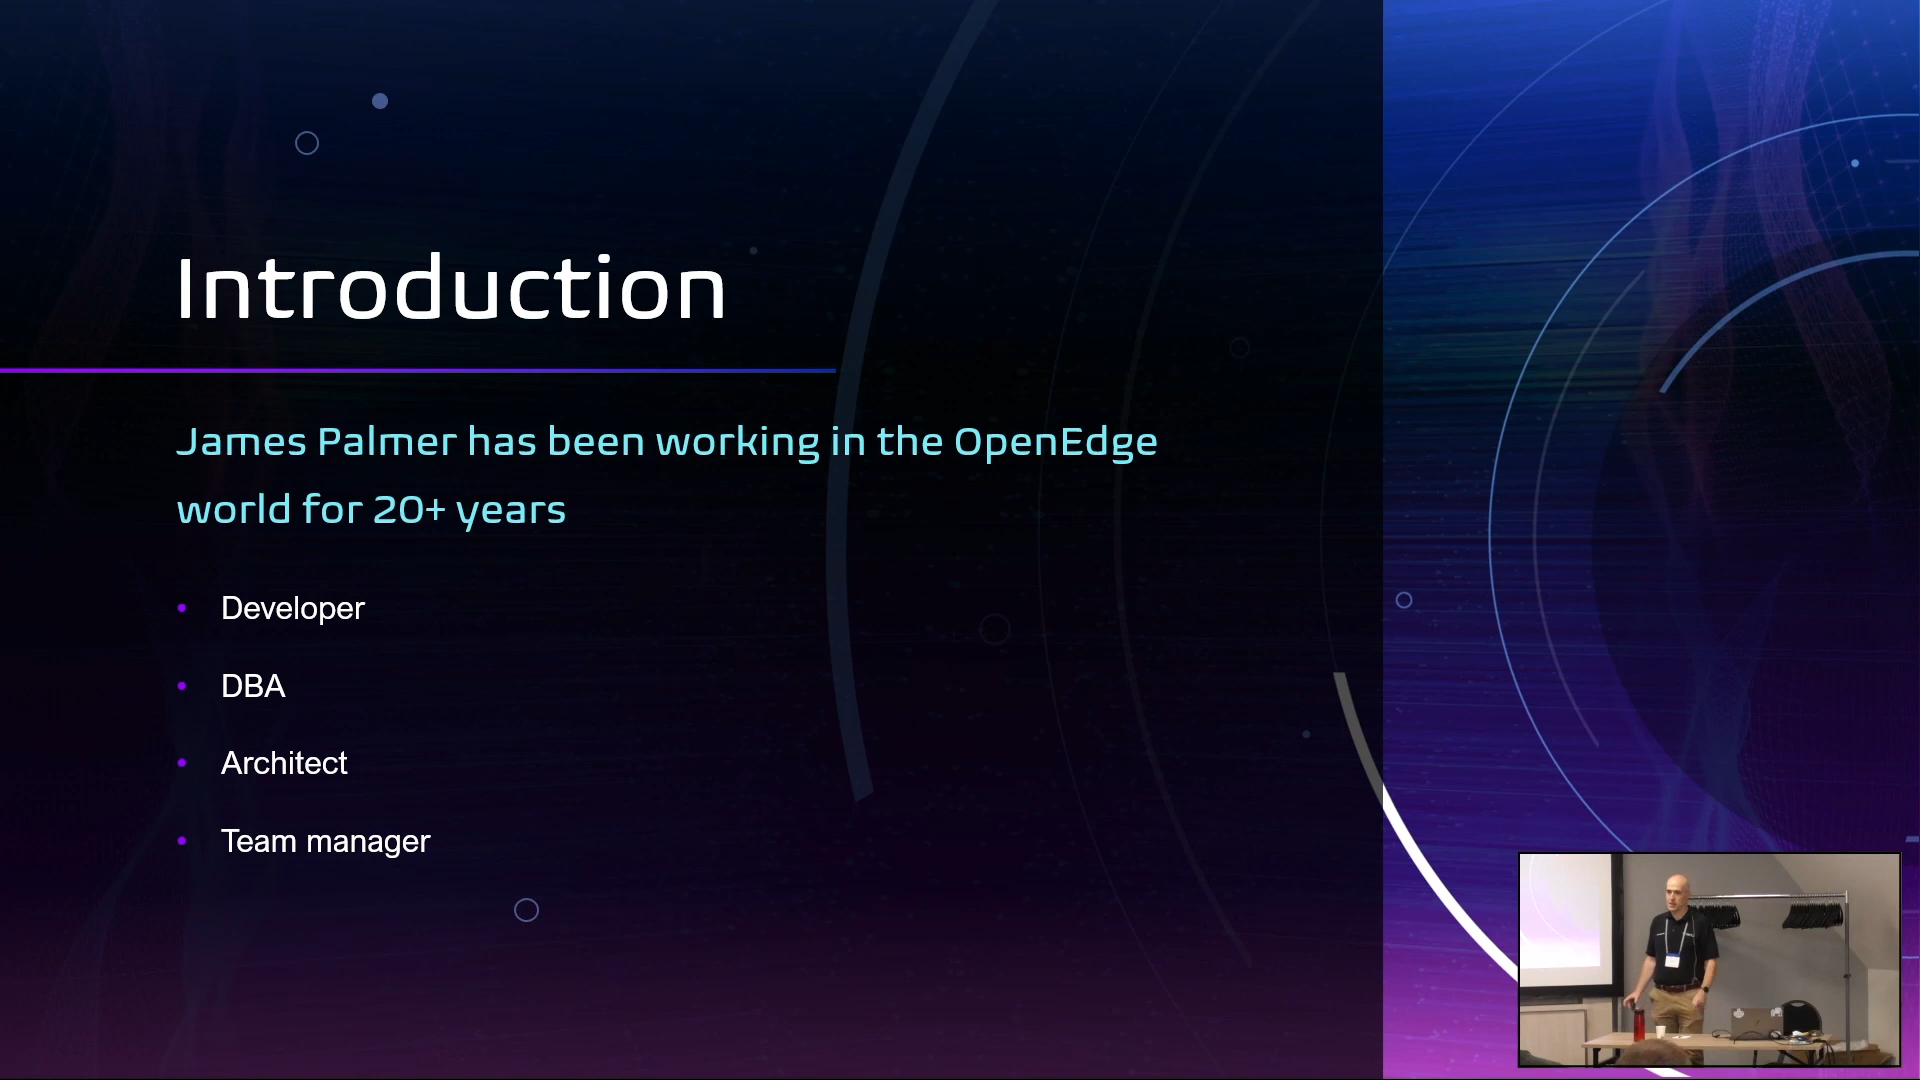 Introduction
James Palmer has been working in the OpenEdge
world for 20+ years
• Developer
• DBA
• Architect
• Team manager